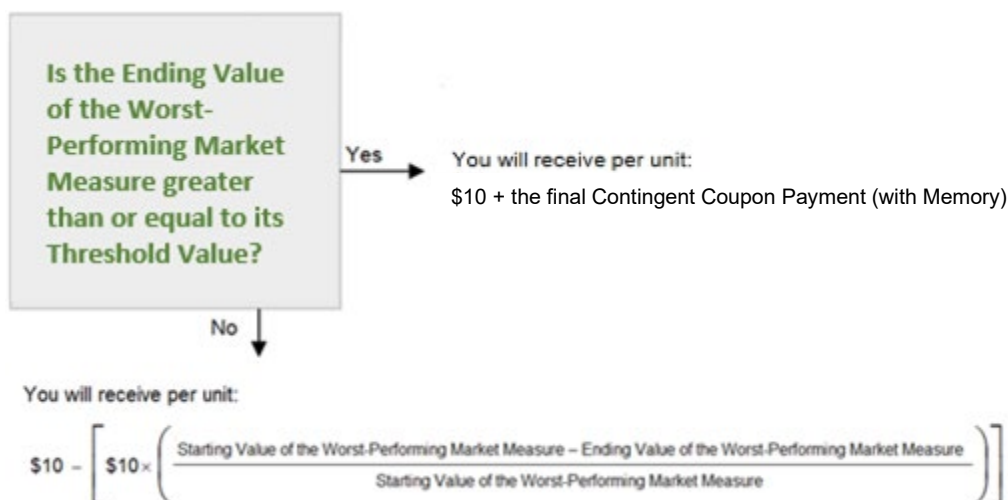 Is the Ending Value
of the Worst-
Performing Market
Measure greater
than or equal to its
Threshold Value?
Yes
You will receive per unit:
$10 + the final Contingent Coupon Payment (with Memory)
No
You will receive per unit:
$10 – [ $10× ( Starting Value of the Worst-Performing Market Measure – Ending Value of the Worst-Performing Market Measure
Starting Value of the Worst-Performing Market Measure ) ]